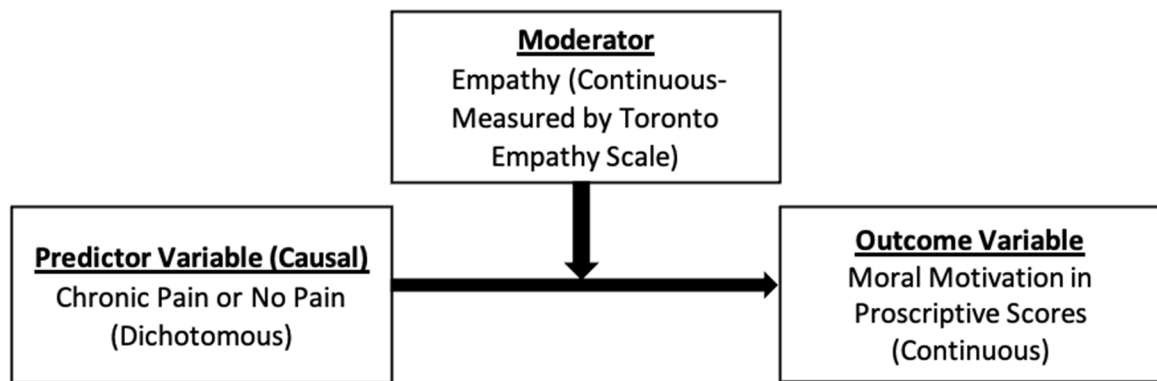 Moderator
Empathy (Continuous-
Measured by Toronto
Empathy Scale)
Predictor Variable (Causal)
Chronic Pain or No Pain
(Dichotomous)
Outcome Variable
Moral Motivation in
Proscriptive Scores
(Continuous)